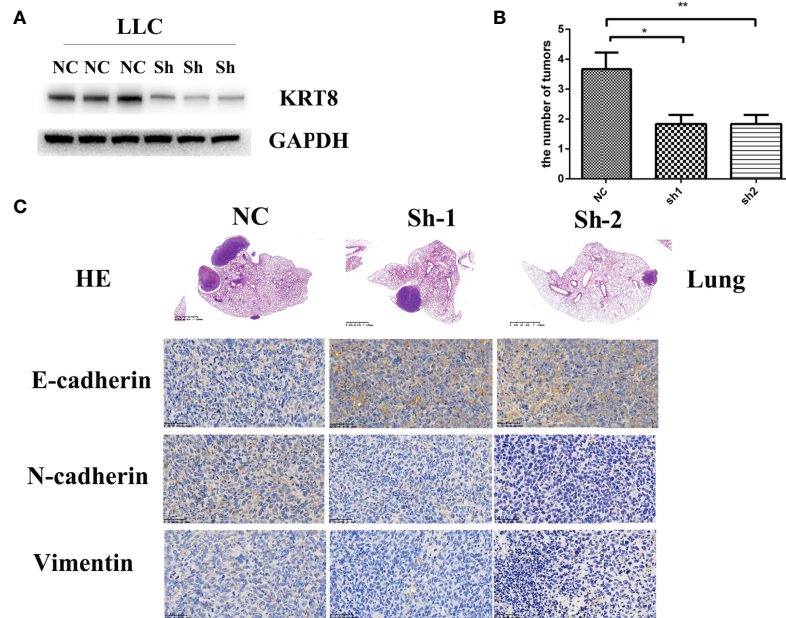 A
LLC
NC NC NC Sh Sh Sh
KRT8
GAPDH
B
the number of tumors
5
4
3
2
1
0
**
*
NC
sh1
sh2
C
NC Sh-1 Sh-2
HE
Lung
E-cadherin
N-cadherin
Vimentin